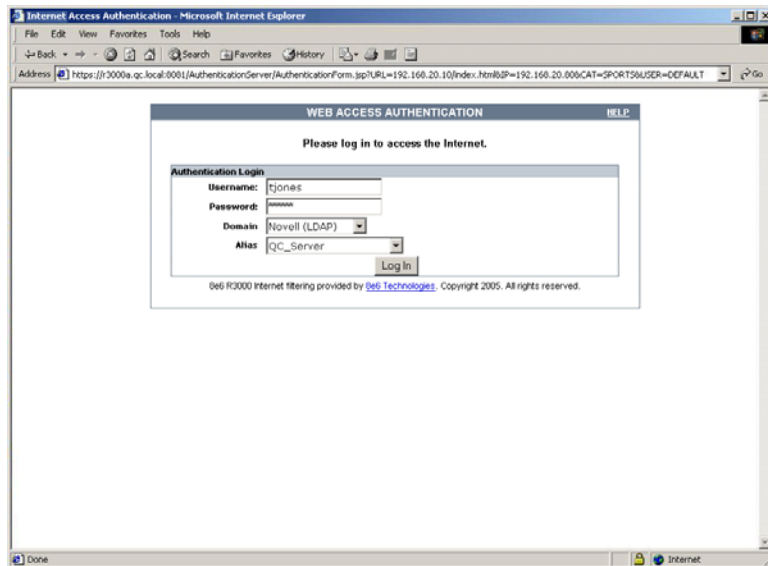 Internet Access Authentication - Microsoft Internet Explorer
File Edit View Favorites Tools Help
Back Search Favorites History
Address https://r3000a.qc.local:8081/AuthenticationServer/AuthenticationForm.jsp?URL=192.168.20.10/index.html&IP=192.168.20.80&CAT=SPORTS&USER=DEFAULT Go
WEB ACCESS AUTHENTICATION HELP
Please log in to access the Internet.
Authentication Login
Username: tjones
Password: ******
Domain Novell (LDAP)
Alias QC_Server
Log In
8e6 R3000 Internet filtering provided by 8e6 Technologies. Copyright 2005. All rights reserved.
Done Internet